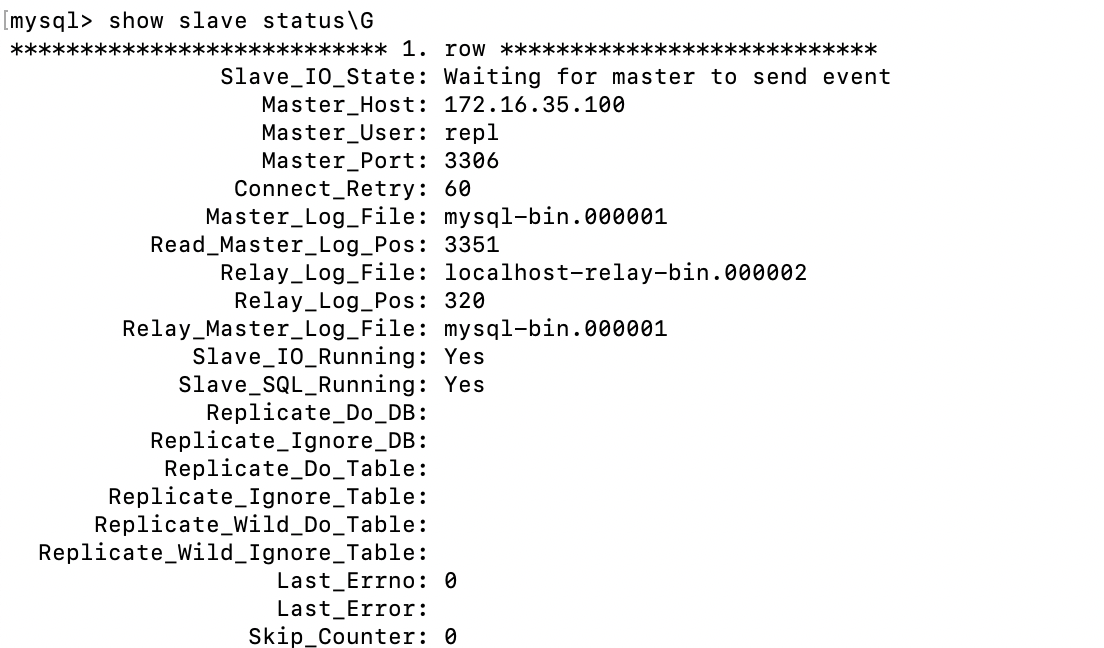 [mysql> show slave status\G
*************************** 1. row ***************************
Slave_IO_State: Waiting for master to send event
Master_Host: 172.16.35.100
Master_User: repl
Master_Port: 3306
Connect_Retry: 60
Master_Log_File: mysql-bin.000001
Read_Master_Log_Pos: 3351
Relay_Log_File: localhost-relay-bin.000002
Relay_Log_Pos: 320
Relay_Master_Log_File: mysql-bin.000001
Slave_IO_Running: Yes
Slave_SQL_Running: Yes
Replicate_Do_DB:
Replicate_Ignore_DB:
Replicate_Do_Table:
Replicate_Ignore_Table:
Replicate_Wild_Do_Table:
Replicate_Wild_Ignore_Table:
Last_Errno: 0
Last_Error:
Skip_Counter: 0